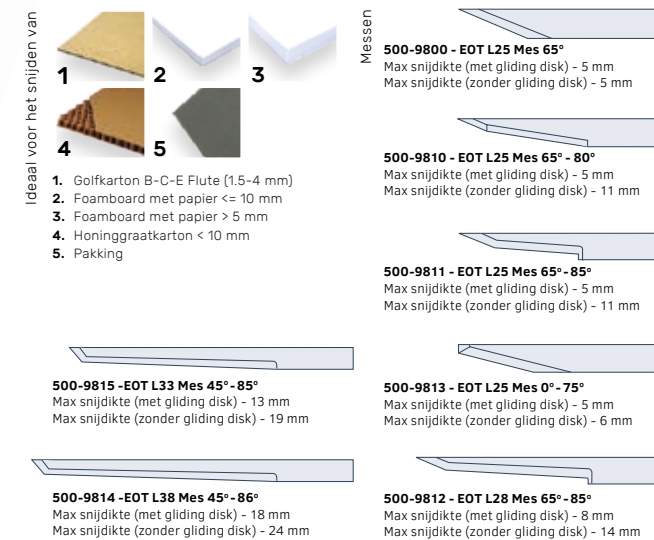 Ideaal voor het snijden van
1
2
3
4
5
1. Golfkarton B-C-E Flute (1.5-4 mm)
2. Foamboard met papier <= 10 mm
3. Foamboard met papier > 5 mm
4. Honinggraatkarton < 10 mm
5. Pakking
500-9815 -EOT L33 Mes 45° - 85°
Max snijdikte (met gliding disk) - 13 mm
Max snijdikte (zonder gliding disk) - 19 mm
500-9814 -EOT L38 Mes 45° - 86°
Max snijdikte (met gliding disk) - 18 mm
Max snijdikte (zonder gliding disk) - 24 mm
Messen
500-9800 - EOT L25 Mes 65°
Max snijdikte (met gliding disk) - 5 mm
Max snijdikte (zonder gliding disk) - 5 mm
500-9810 - EOT L25 Mes 65° - 80°
Max snijdikte (met gliding disk) - 5 mm
Max snijdikte (zonder gliding disk) - 11 mm
500-9811 - EOT L25 Mes 65° - 85°
Max snijdikte (met gliding disk) - 5 mm
Max snijdikte (zonder gliding disk) - 11 mm
500-9813 - EOT L25 Mes 0° - 75°
Max snijdikte (met gliding disk) - 5 mm
Max snijdikte (zonder gliding disk) - 6 mm
500-9812 - EOT L28 Mes 65° - 85°
Max snijdikte (met gliding disk) - 8 mm
Max snijdikte (zonder gliding disk) - 14 mm